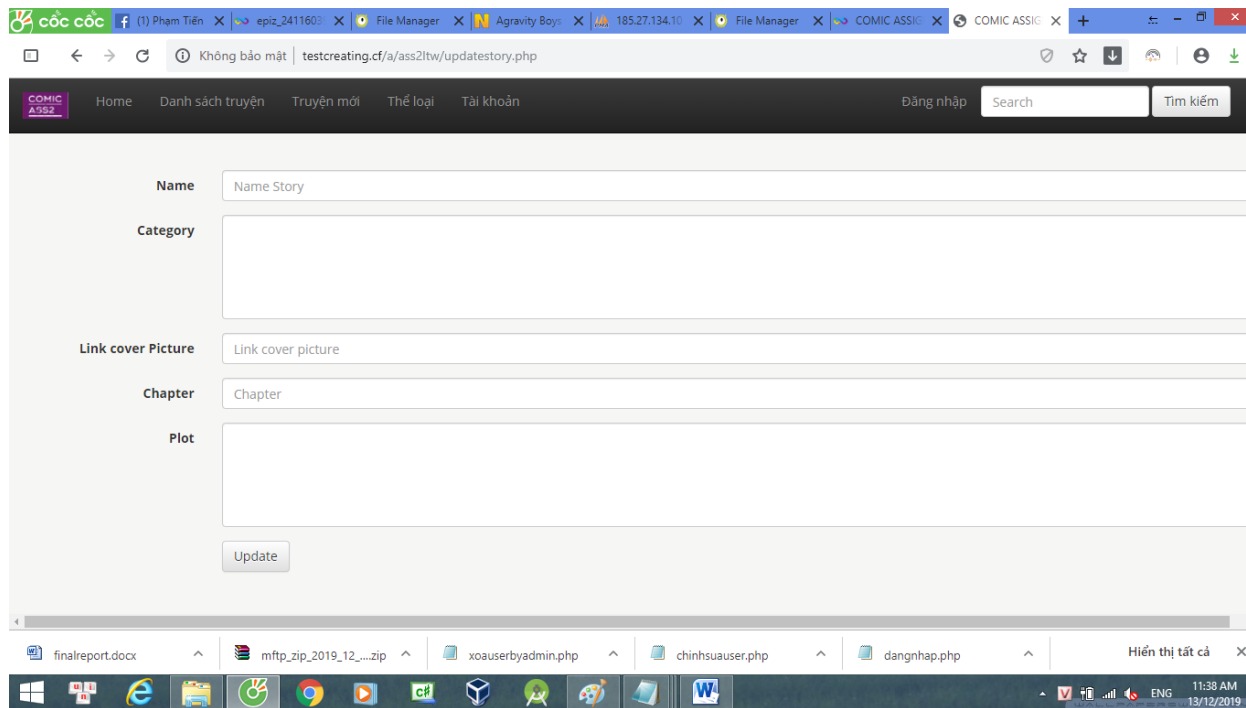 cốc cốc (1) Phạm Tiến epiz_2411603 File Manager Agravity Boys 185.27.134.10 File Manager COMIC ASSIG COMIC ASSIG
Không bảo mật testcreating.cf/a/ass2ltw/updatestory.php
COMIC
ASS2
Home Danh sách truyện Truyện mới Thể loại Tài khoản Đăng nhập Search Tìm kiếm
Name Name Story
Category
Link cover Picture Link cover picture
Chapter Chapter
Plot
Update
finalreport.docx mftp_zip_2019_12_....zip xoauserbyadmin.php chinhsuauser.php dangnhap.php Hiển thị tất cả
ENG 11:38 AM
13/12/2019